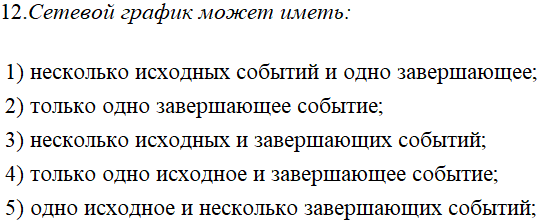 12.Сетевой график может иметь:
1) несколько исходных событий и одно завершающее;
2) только одно завершающее событие;
3) несколько исходных и завершающих событий;
4) только одно исходное и завершающее событие;
5) одно исходное и несколько завершающих событий;